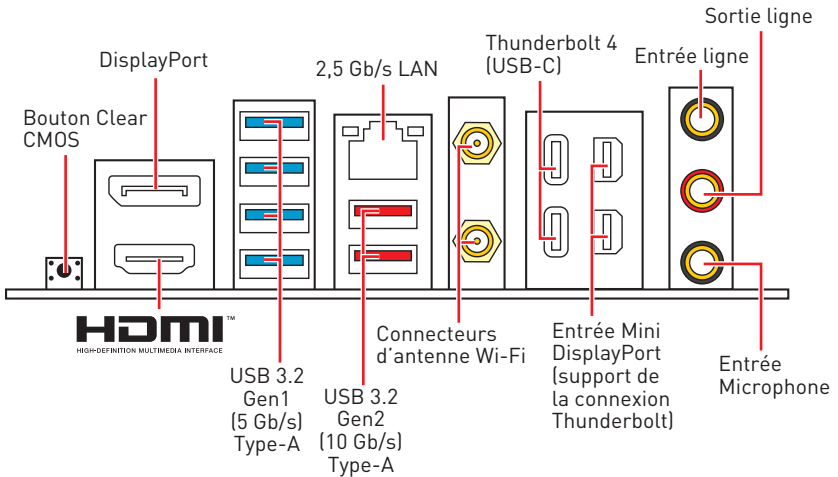 Sortie ligne
DisplayPort
2,5 Gb/s LAN
Thunderbolt 4
(USB-C)
Entrée ligne
Bouton Clear
CMOS
HDMI™
HIGH-DEFINITION MULTIMEDIA INTERFACE
USB 3.2
Gen1
(5 Gb/s)
Type-A
USB 3.2
Gen2
(10 Gb/s)
Type-A
Connecteurs
d'antenne Wi-Fi
Entrée Mini
DisplayPort
(support de
la connexion
Thunderbolt)
Entrée
Microphone